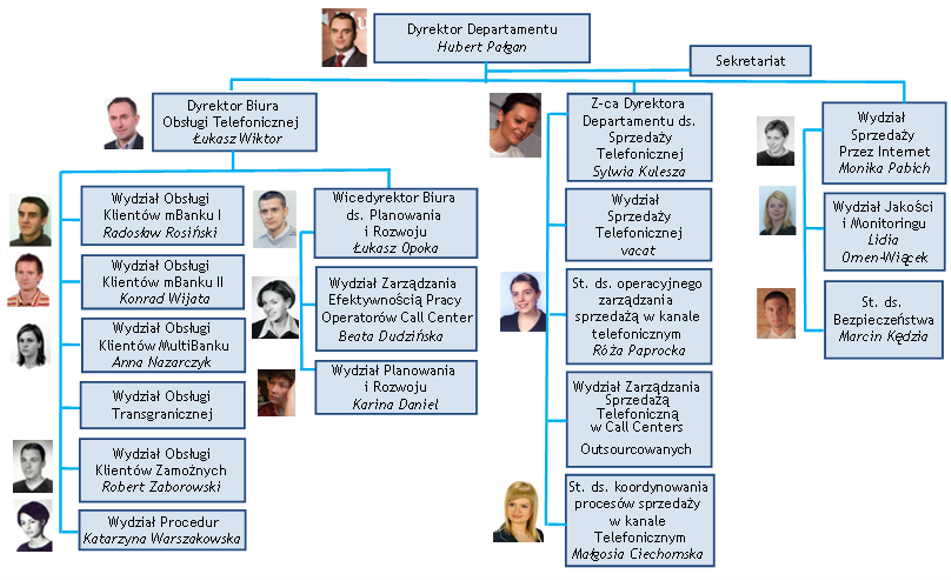 Dyrektor Departamentu
Hubert Pałgan
Sekretariat
Dyrektor Biura
Obsługi Telefonicznej
Łukasz Wiktor
Wydział Obsługi
Klientów mBanku I
Radosław Rosiński
Wydział Obsługi
Klientów mBanku II
Konrad Wijata
Wydział Obsługi
Klientów MultiBanku
Anna Nazarczyk
Wydział Obsługi
Transgranicznej
Wydział Obsługi
Klientów Zamożnych
Robert Zaborowski
Wydział Procedur
Katarzyna Warszakowska
Wicedyrektor Biura
ds. Planowania
i Rozwoju
Łukasz Opoka
Wydział Zarządzania
Efektywnością Pracy
Operatorów Call Center
Beata Dudzińska
Wydział Planowania
i Rozwoju
Karina Daniel
Z-ca Dyrektora
Departamentu ds.
Sprzedaży
Telefonicznej
Sylwia Kulesza
Wydział
Sprzedaży
Telefonicznej
vacat
St. ds. operacyjnego
zarządzania
sprzedażą w kanale
telefonicznym
Róża Paprocka
Wydział Zarządzania
Sprzedażą
Telefoniczną
w Call Centers
Outsourcowanych
St. ds. koordynowania
procesów sprzedaży
w kanale
Telefonicznym
Małgosia Ciechomska
Wydział
Sprzedaży
Przez Internet
Monika Pabich
Wydział Jakości
i Monitoringu
Lidia
Omen-Wiącek
St. ds.
Bezpieczeństwa
Marcin Kędzia